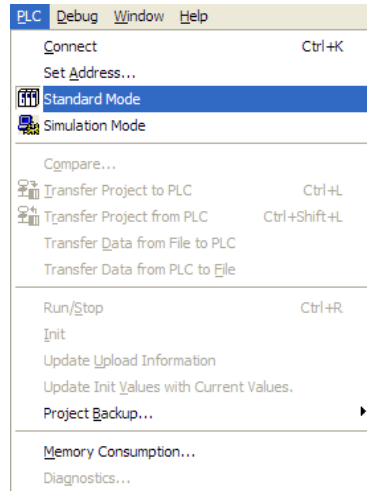 PLC Debug Window Help
Connect Ctrl+K
Set Address...
Standard Mode
Simulation Mode
Compare...
Transfer Project to PLC Ctrl+L
Transfer Project from PLC Ctrl+Shift+L
Transfer Data from File to PLC
Transfer Data from PLC to File
Run/Stop Ctrl+R
Init
Update Upload Information
Update Init Values with Current Values.
Project Backup...
Memory Consumption...
Diagnostics...